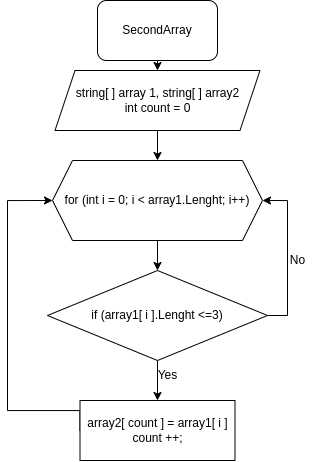 SecondArray
string[ ] array 1, string[ ] array2
int count = 0
for (int i = 0; i < array1.Lenght; i++)
No
if (array1[ i ].Lenght <=3)
Yes
array2[ count ] = array1[ i ]
count ++;